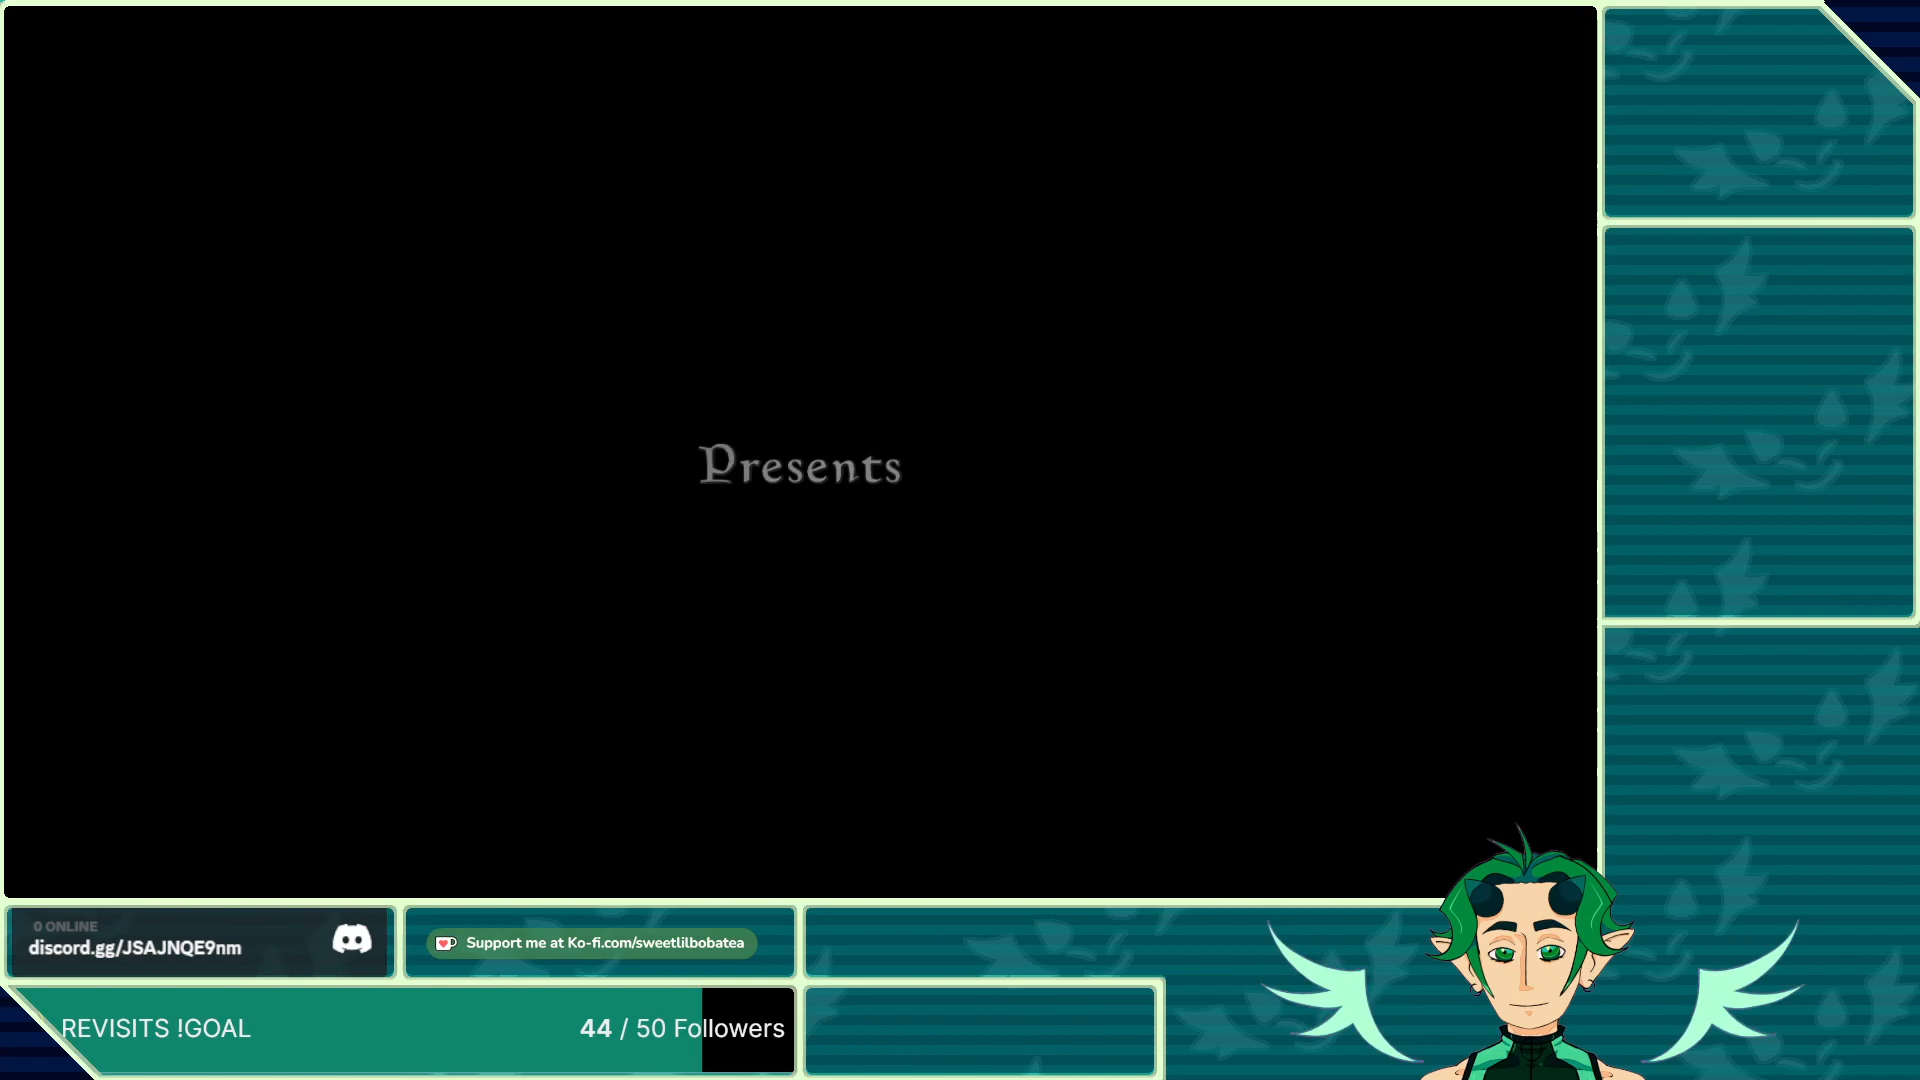 Presents
0 ONLINE
discord.gg/JSAJNQE9nm
Support me at Ko-fi.com/sweetlilbobatea
REVISITS !GOAL
44 / 50 Followers